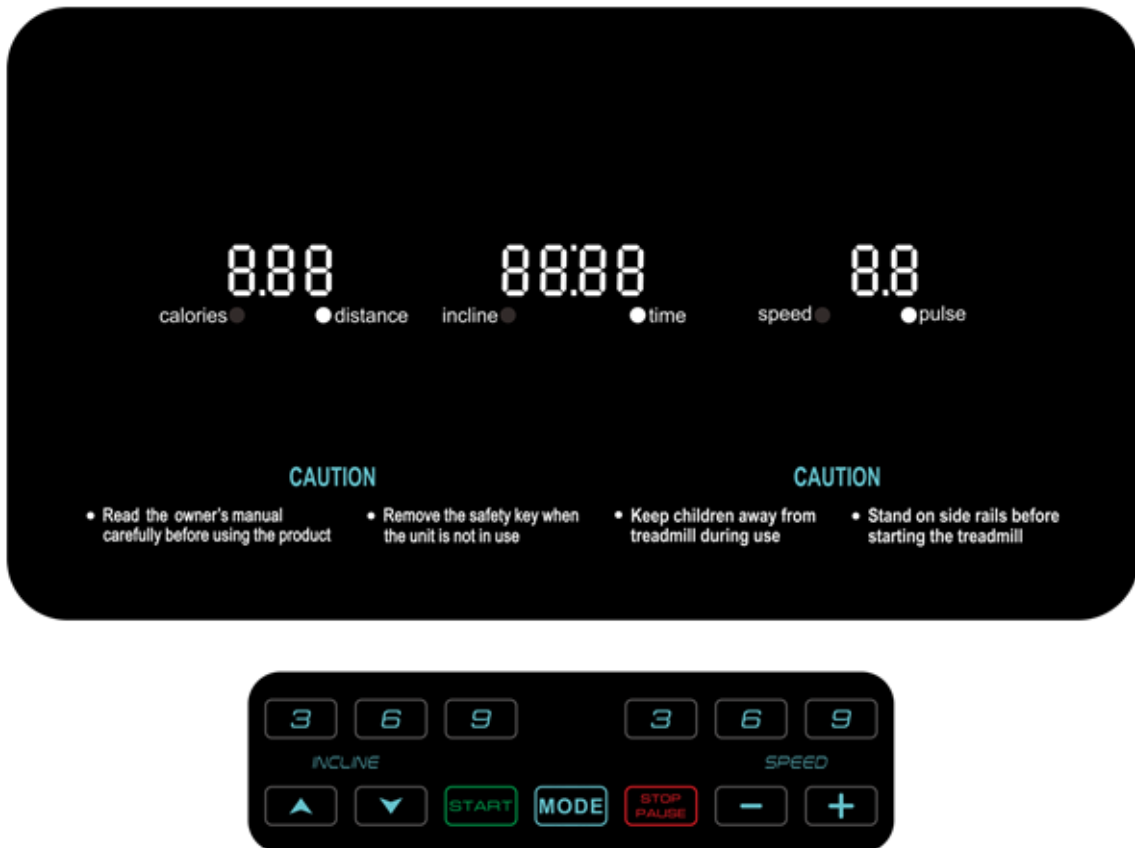 8.88 88:88 8.8
calories distance incline time speed pulse
CAUTION
• Read the owner's manual
carefully before using the product
• Remove the safety key when
the unit is not in use
CAUTION
• Keep children away from
treadmill during use
• Stand on side rails before
starting the treadmill
3 6 9 3 6 9
INCLINE SPEED
START MODE STOP
PAUSE - +